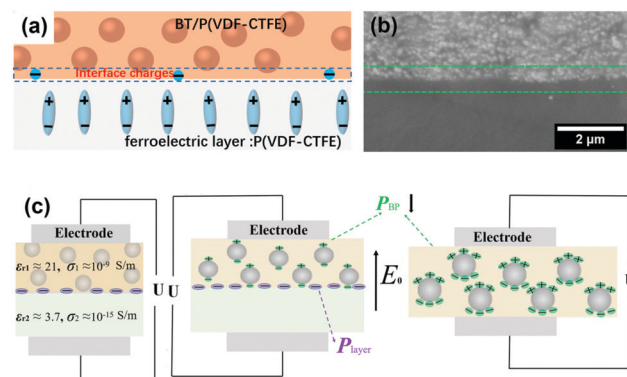 (a)
BT/P(VDF-CTFE)
Interface charges
ferroelectric layer :P(VDF-CTFE)
(b)
2 μm
(c)
Electrode
εr1 ≈ 21, σ1 ≈10-9 S/m
εr2 ≈ 3.7, σ2 ≈10-15 S/m
U
U
Electrode
Player
PBP
E0
Electrode